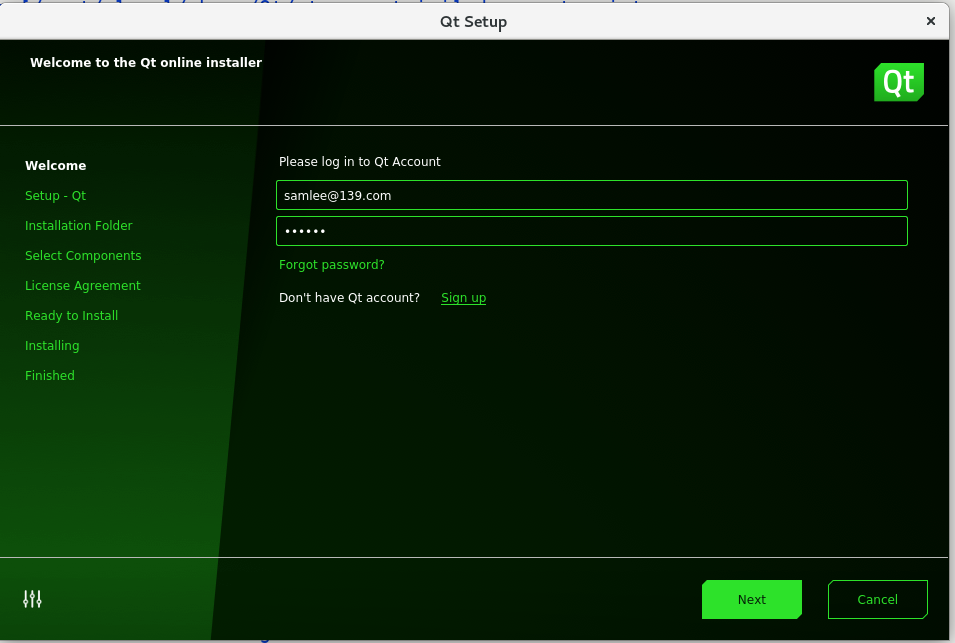 Qt Setup
Welcome to the Qt online installer
Qt
Welcome
Setup - Qt
Installation Folder
Select Components
License Agreement
Ready to Install
Installing
Finished
Please log in to Qt Account
samlee@139.com
••••••
Forgot password?
Don't have Qt account? Sign up
Next
Cancel